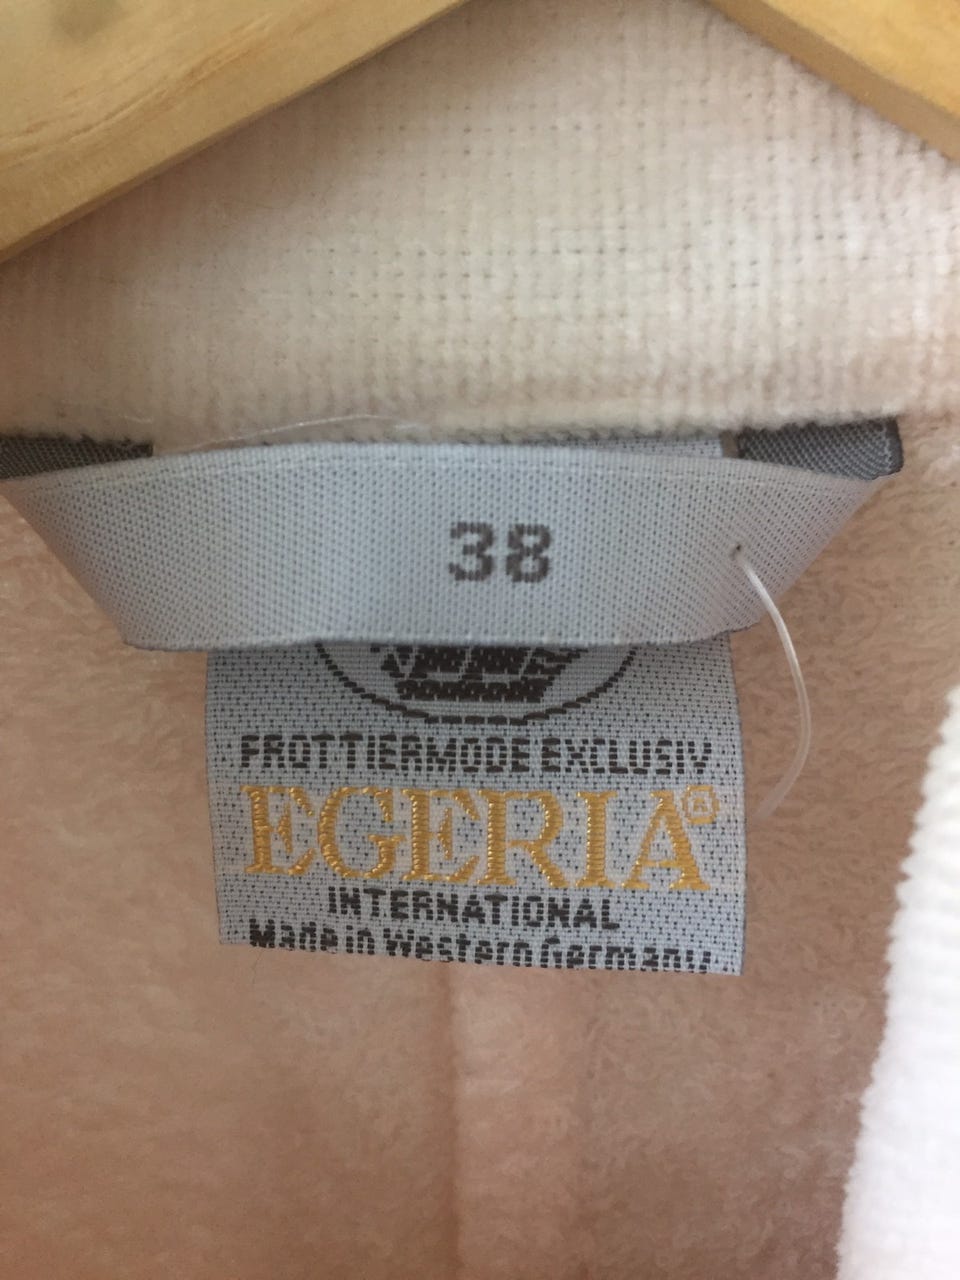 38
FROTTIERMODE EXCLUSIV
EGERIA®
INTERNATIONAL
Made in Western Germany